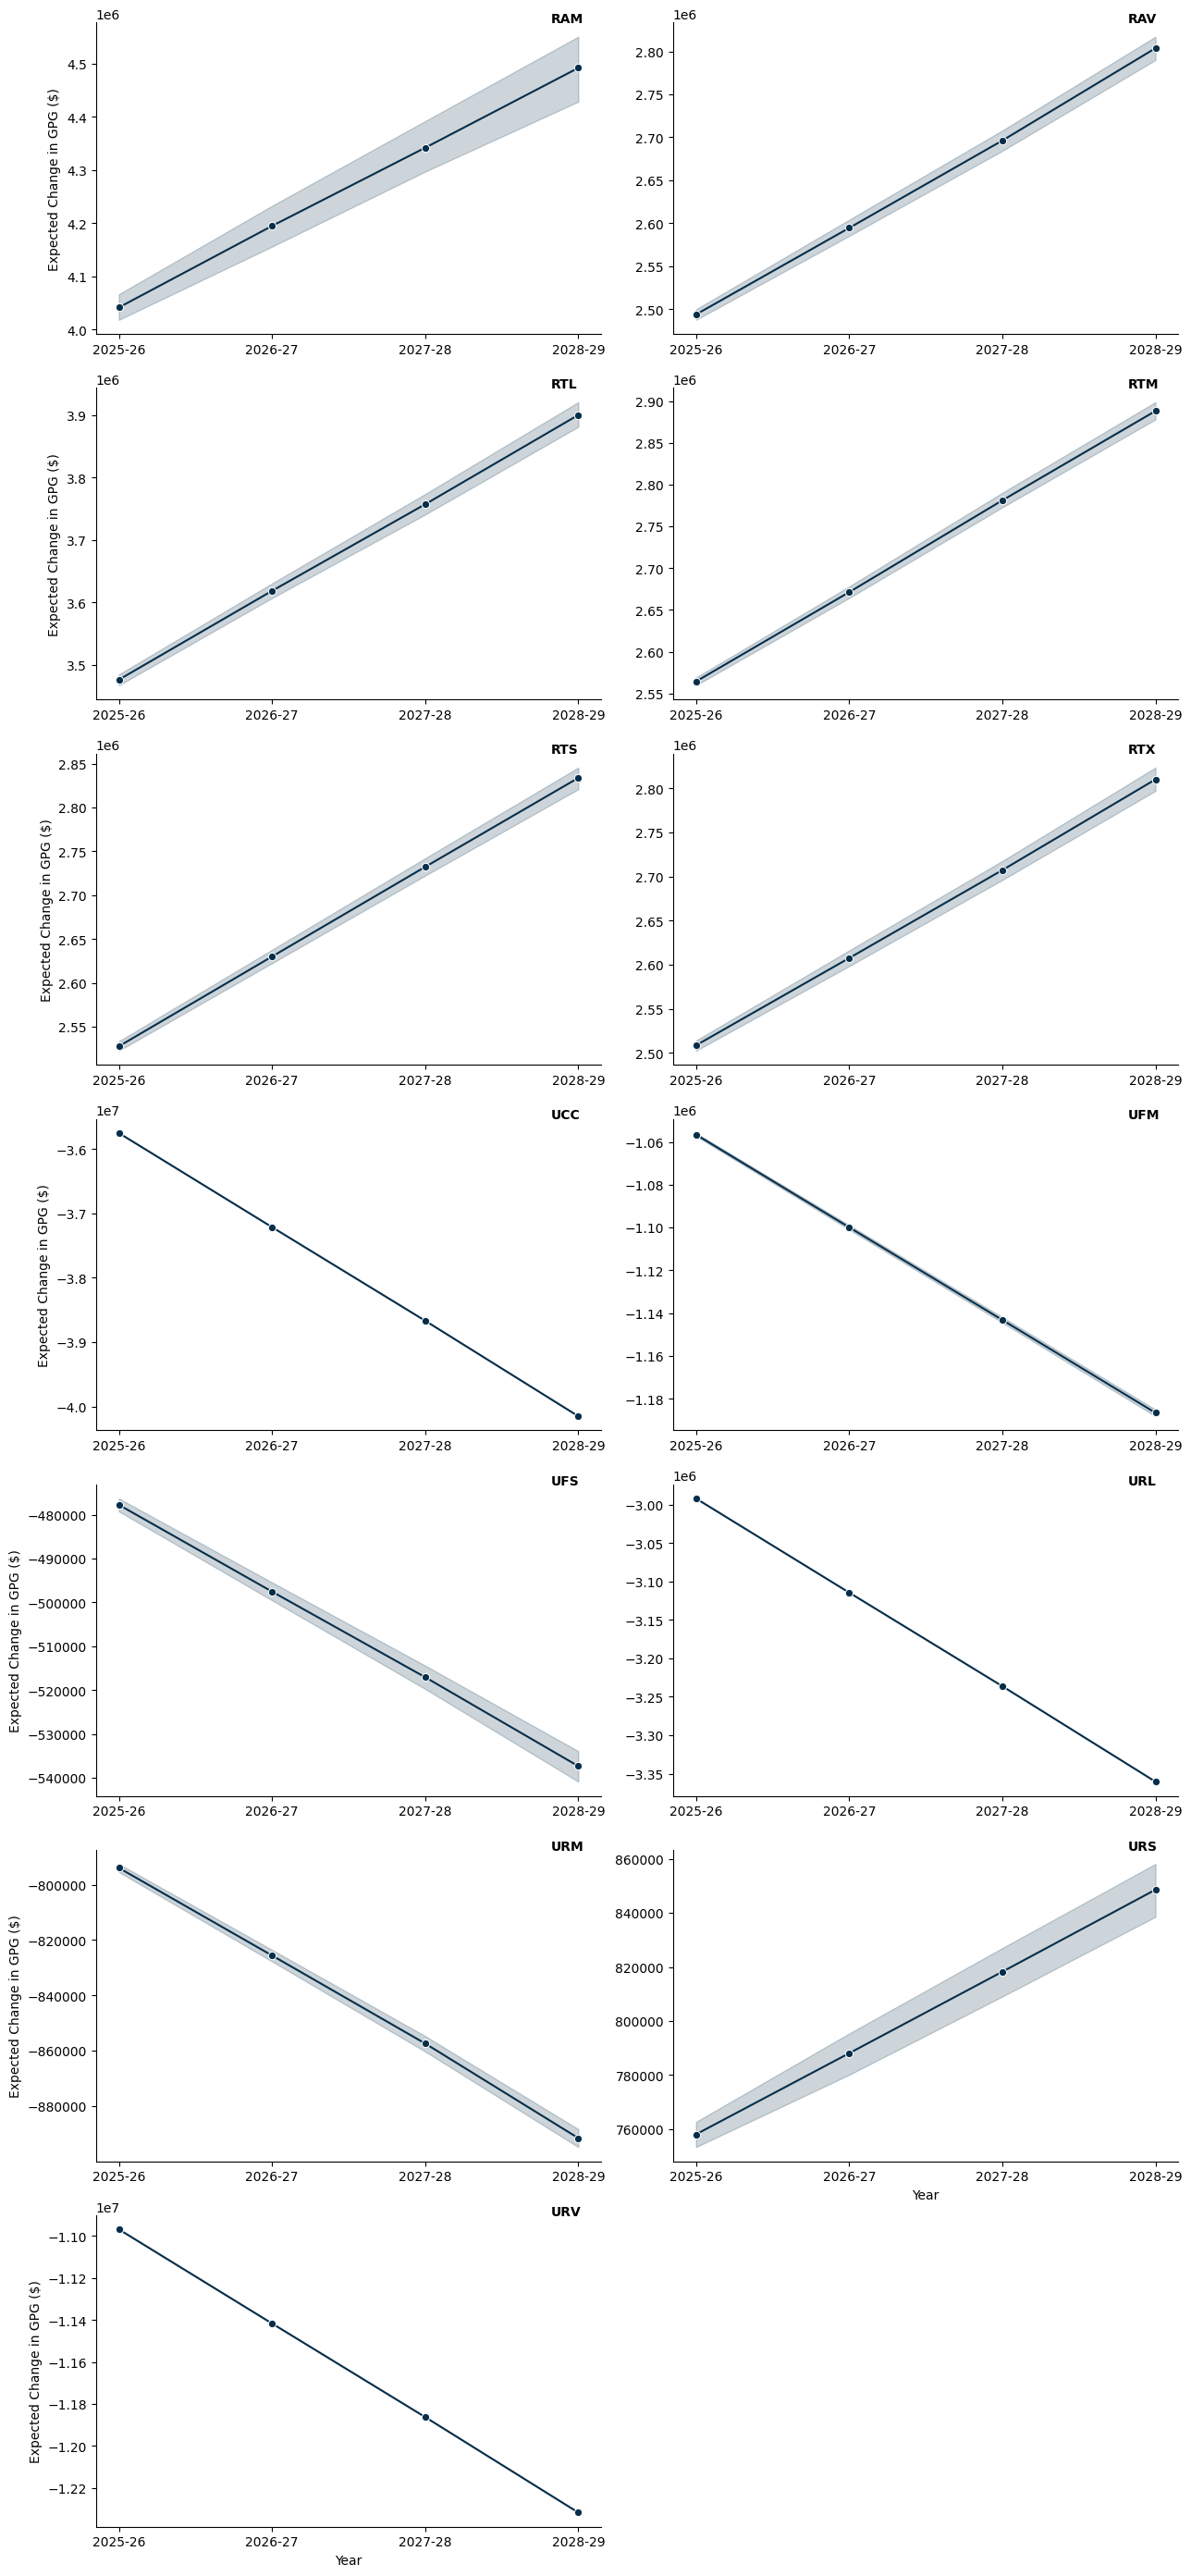 1e6
RAM
Expected Change in GPG ($)
4.5
4.4
4.3
4.2
4.1
4.0
2025-26 2026-27 2027-28 2028-29
1e6
RAV
2.80
2.75
2.70
2.65
2.60
2.55
2.50
2025-26 2026-27 2027-28 2028-29
1e6
RTL
Expected Change in GPG ($)
3.9
3.8
3.7
3.6
3.5
2025-26 2026-27 2027-28 2028-29
1e6
RTM
2.90
2.85
2.80
2.75
2.70
2.65
2.60
2.55
2025-26 2026-27 2027-28 2028-29
1e6
RTS
Expected Change in GPG ($)
2.85
2.80
2.75
2.70
2.65
2.60
2.55
2025-26 2026-27 2027-28 2028-29
1e6
RTX
2.80
2.75
2.70
2.65
2.60
2.55
2.50
2025-26 2026-27 2027-28 2028-29
1e7
UCC
Expected Change in GPG ($)
−3.6
−3.7
−3.8
−3.9
−4.0
2025-26 2026-27 2027-28 2028-29
1e6
UFM
−1.06
−1.08
−1.10
−1.12
−1.14
−1.16
−1.18
2025-26 2026-27 2027-28 2028-29
UFS
Expected Change in GPG ($)
−480000
−490000
−500000
−510000
−520000
−530000
−540000
2025-26 2026-27 2027-28 2028-29
1e6
URL
−3.00
−3.05
−3.10
−3.15
−3.20
−3.25
−3.30
−3.35
2025-26 2026-27 2027-28 2028-29
URM
Expected Change in GPG ($)
−800000
−820000
−840000
−860000
−880000
2025-26 2026-27 2027-28 2028-29
URS
860000
840000
820000
800000
780000
760000
2025-26 2026-27 2027-28 2028-29
Year
1e7
URV
Expected Change in GPG ($)
−1.10
−1.12
−1.14
−1.16
−1.18
−1.20
−1.22
2025-26 2026-27 2027-28 2028-29
Year